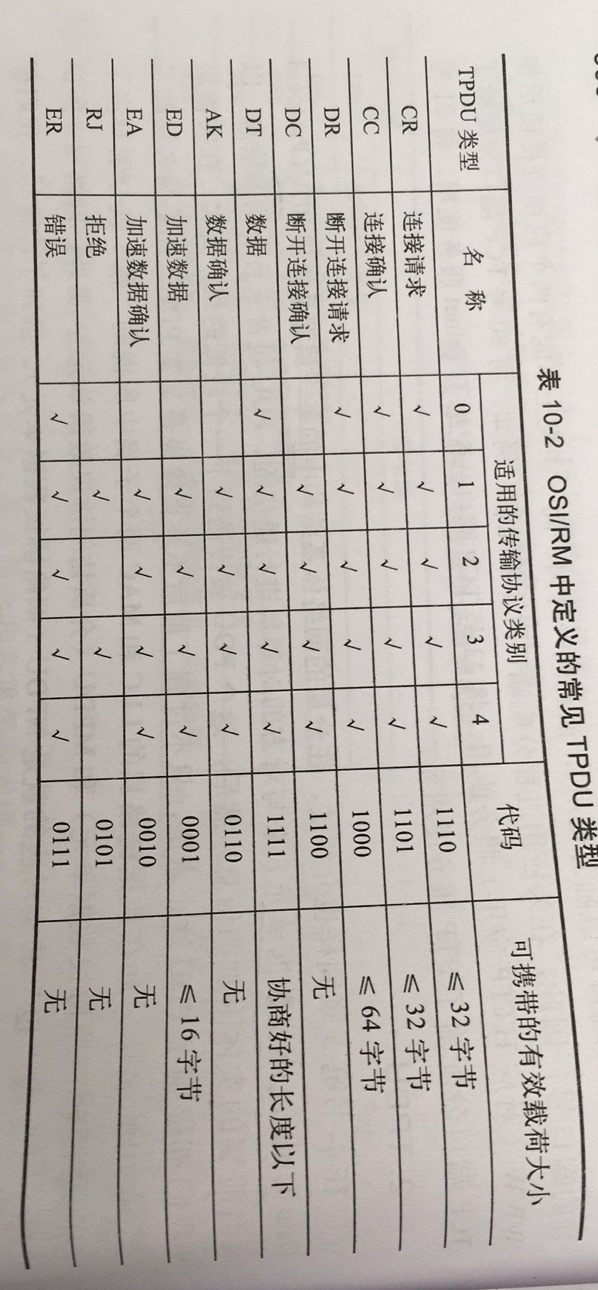 表 10-2 OSI/RM 中定义的常见 TPDU 类型
TPDU 类型 名 称 适用的传输协议类别 代码 可携带的有效载荷大小
0 1 2 3 4
CR 连接请求 √ √ √ √ √ 1110 ≤ 32 字节
CC 连接确认 √ √ √ √ √ 1101 ≤ 32 字节
DR 断开连接请求 √ √ √ √ √ 1000 ≤ 64 字节
DC 断开连接确认 √ √ √ √ 1100 无
DT 数据 √ √ √ √ √ 1111 协商好的长度以下
AK 数据确认 √ √ √ √ 0110 无
ED 加速数据 √ √ √ √ 0001 ≤ 16 字节
EA 加速数据确认 √ √ √ √ 0010 无
RJ 拒绝 √ √ 0101 无
ER 错误 √ √ √ √ √ 0111 无